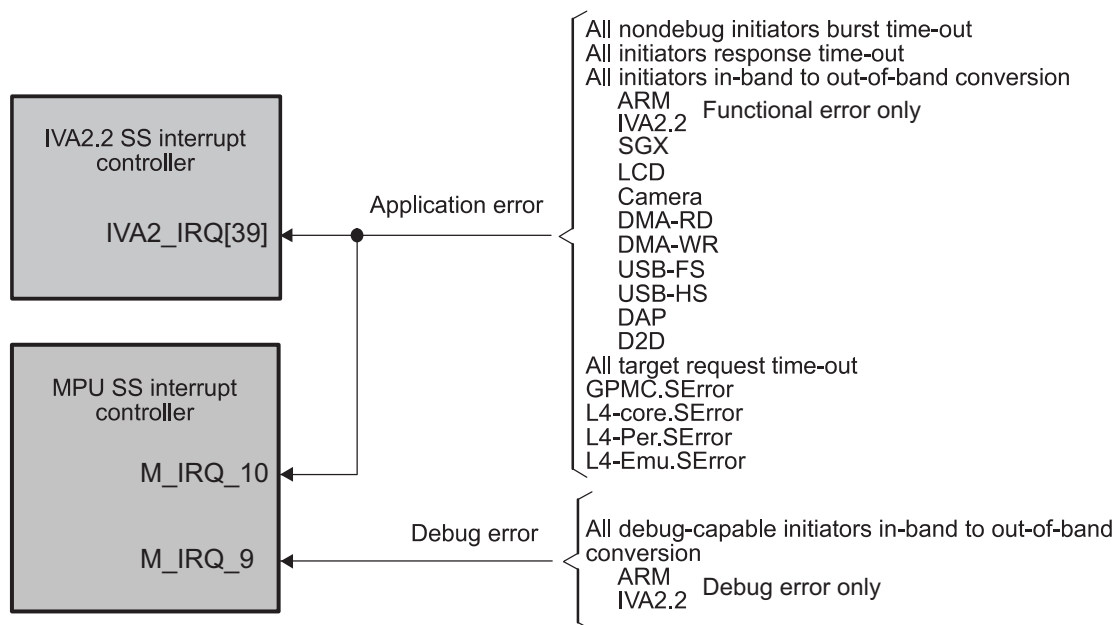 IVA2.2 SS interrupt
controller
IVA2_IRQ[39]
MPU SS interrupt
controller
M_IRQ_10
M_IRQ_9
Application error
Debug error
All nondebug initiators burst time-out
All initiators response time-out
All initiators in-band to out-of-band conversion
ARM
IVA2.2
Functional error only
SGX
LCD
Camera
DMA-RD
DMA-WR
USB-FS
USB-HS
DAP
D2D
All target request time-out
GPMC.SError
L4-core.SError
L4-Per.SError
L4-Emu.SError
All debug-capable initiators in-band to out-of-band
conversion
ARM
IVA2.2
Debug error only